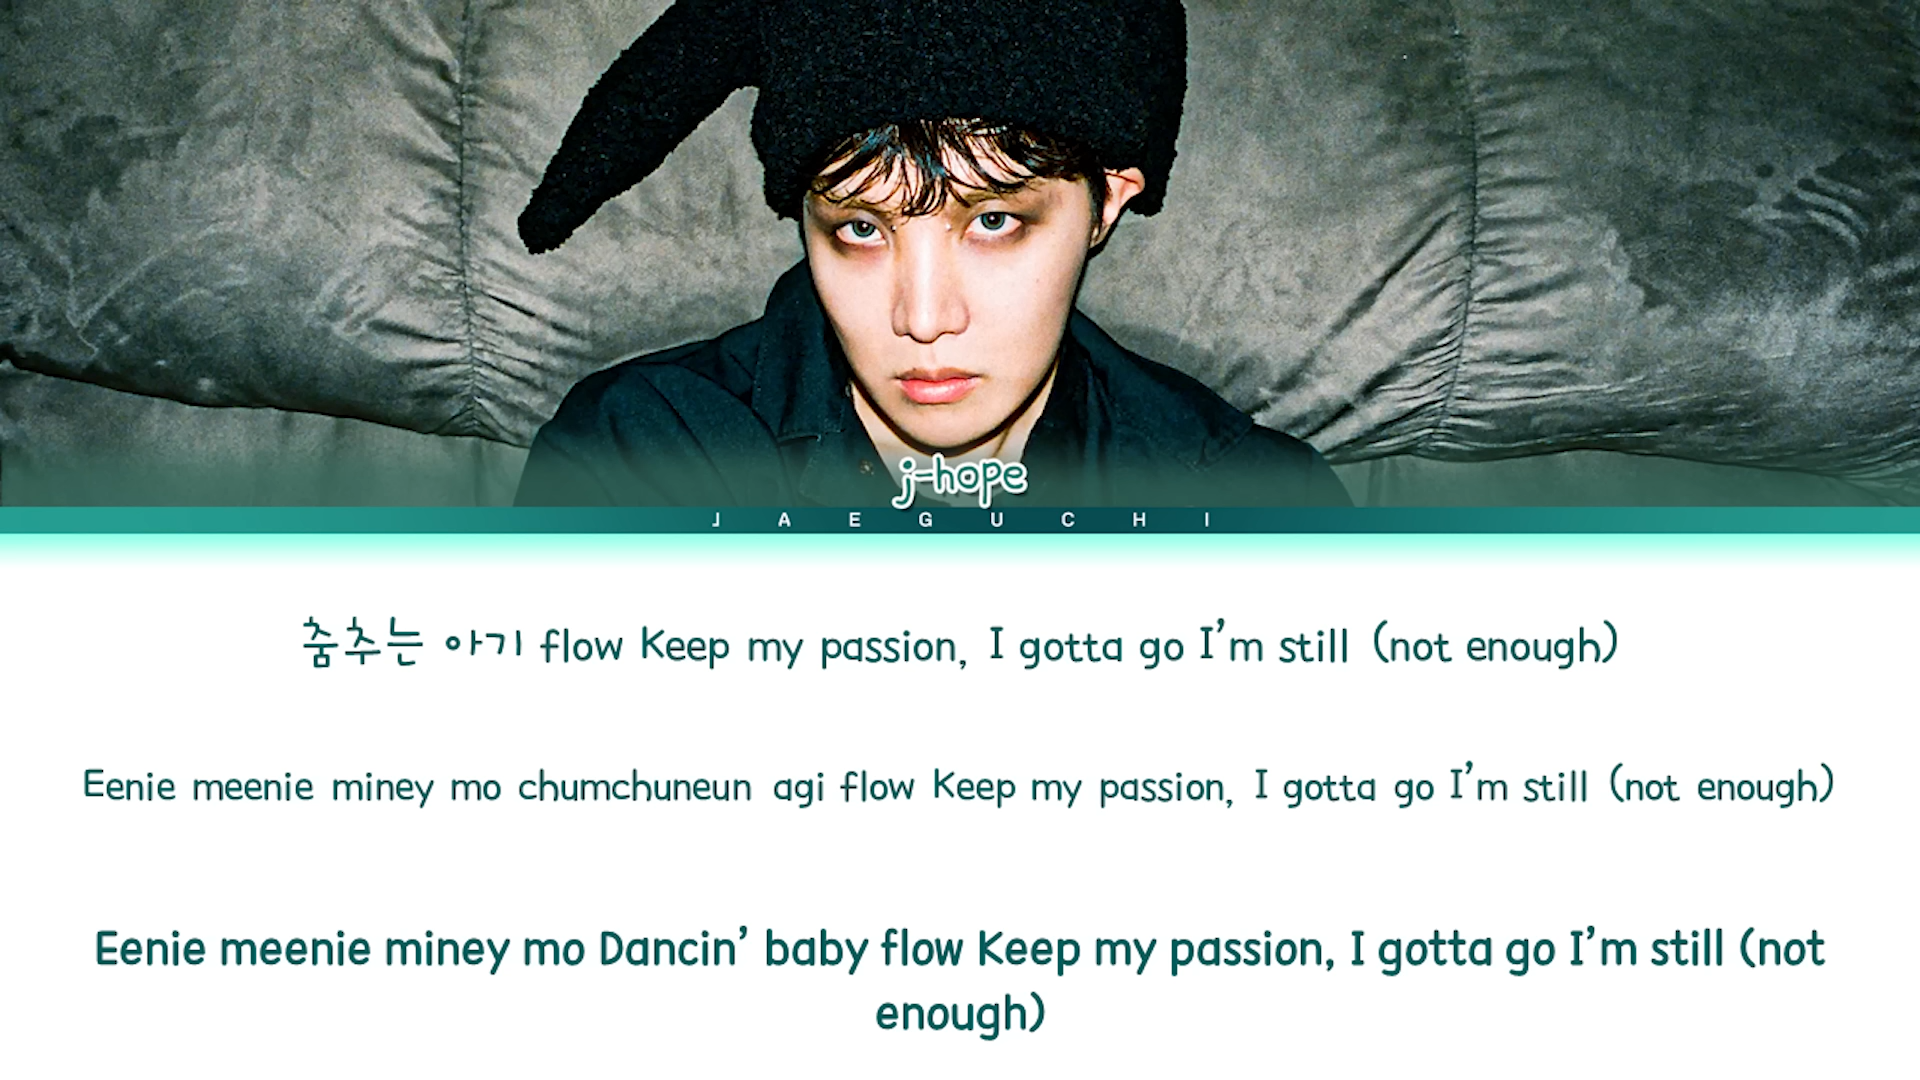 j-hope
JAEGUCHI
춤추는 아기 flow Keep my passion, I gotta go I’m still (not enough)
Eenie meenie miney mo chumchuneun agi flow Keep my passion, I gotta go I’m still (not enough)
Eenie meenie miney mo Dancin’ baby flow Keep my passion, I gotta go I’m still (not
enough)